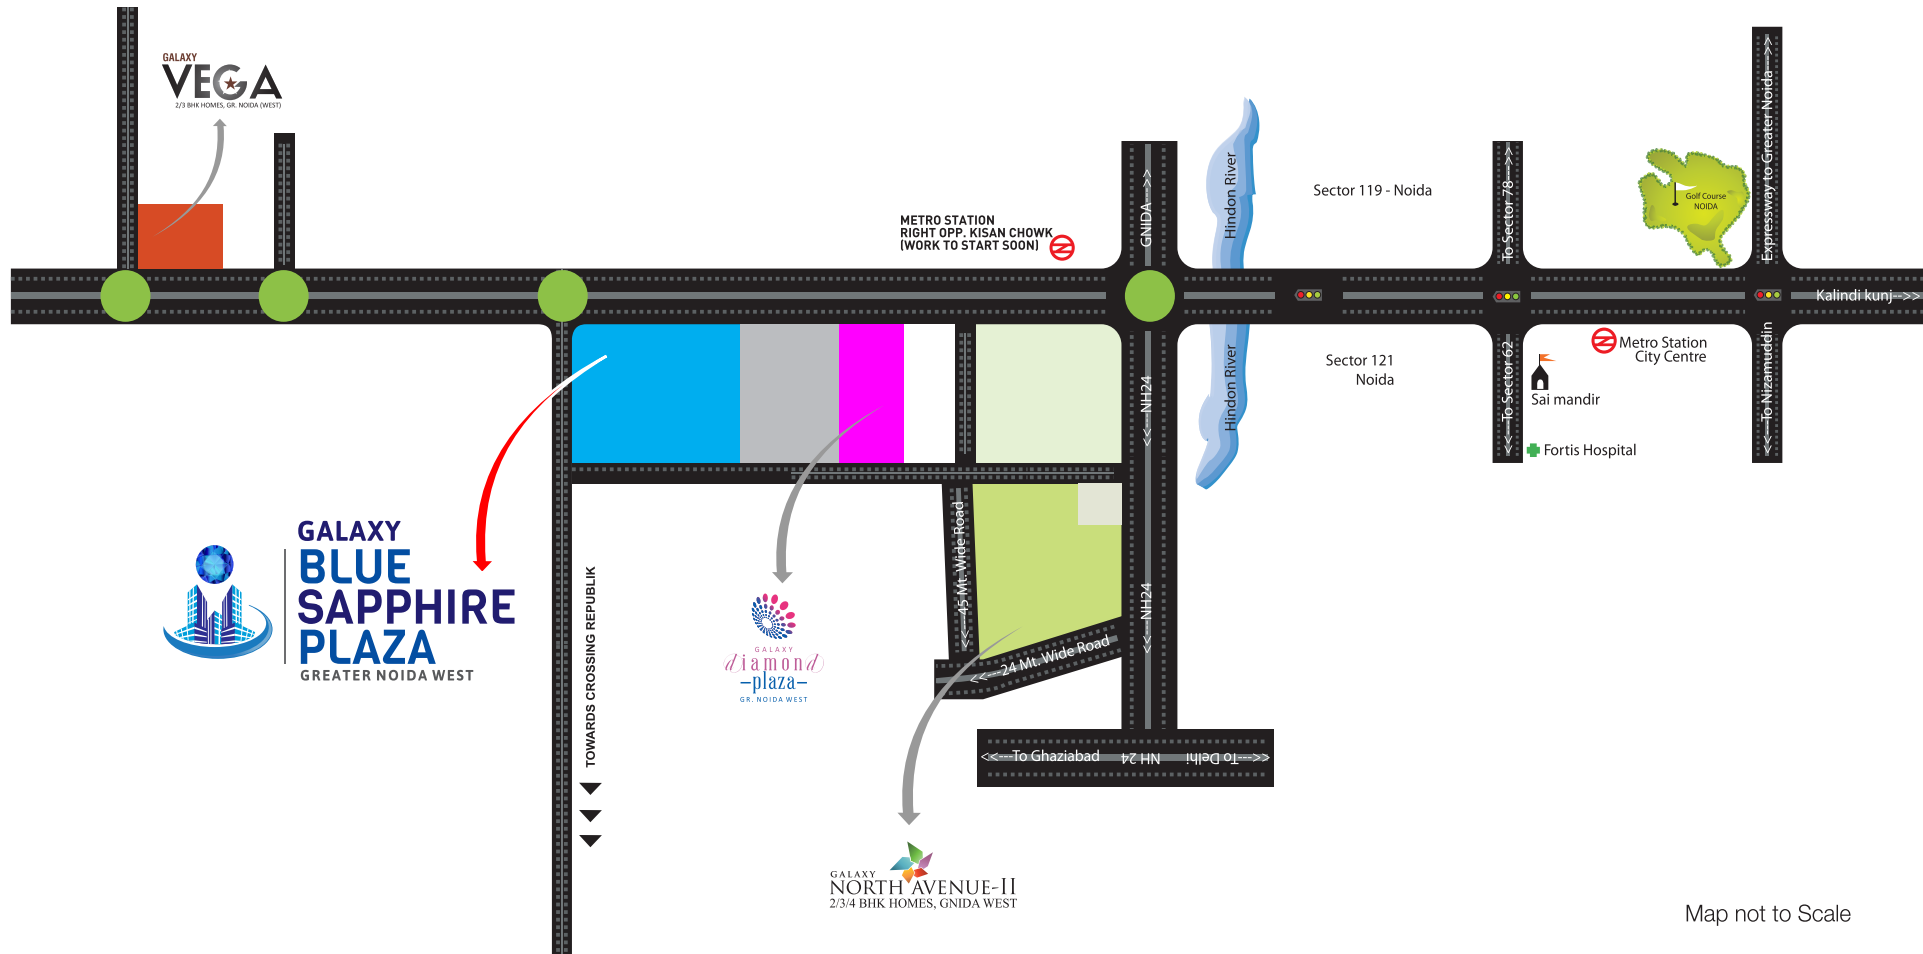 GALAXY
VEGA
2/3 BHK HOMES, GR. NOIDA (WEST)
METRO STATION
RIGHT OPP. KISAN CHOWK
(WORK TO START SOON)
GNIDA--->>
Hindon River
Sector 119 - Noida
To Sector 78--->>
Golf Course
NOIDA
Expressway to Greater Noida--->>
Kalindi kunj-->>
<<---NH24
Hindon River
Sector 121
Noida
<<---To Sector 62
Metro Station
City Centre
Sai mandir
Fortis Hospital
<<---To Nizamuddin
GALAXY
BLUE
SAPPHIRE
PLAZA
GREATER NOIDA WEST
TOWARDS CROSSING REPUBLIK
GALAXY
diamond
–plaza–
GR. NOIDA WEST
<<---45 Mt. Wide Road
<<---24 Mt. Wide Road
<<---NH24
<<---To Ghaziabad
NH 24
<<---To Delhi
GALAXY
NORTH AVENUE-II
2/3/4 BHK HOMES, GNIDA WEST
Map not to Scale